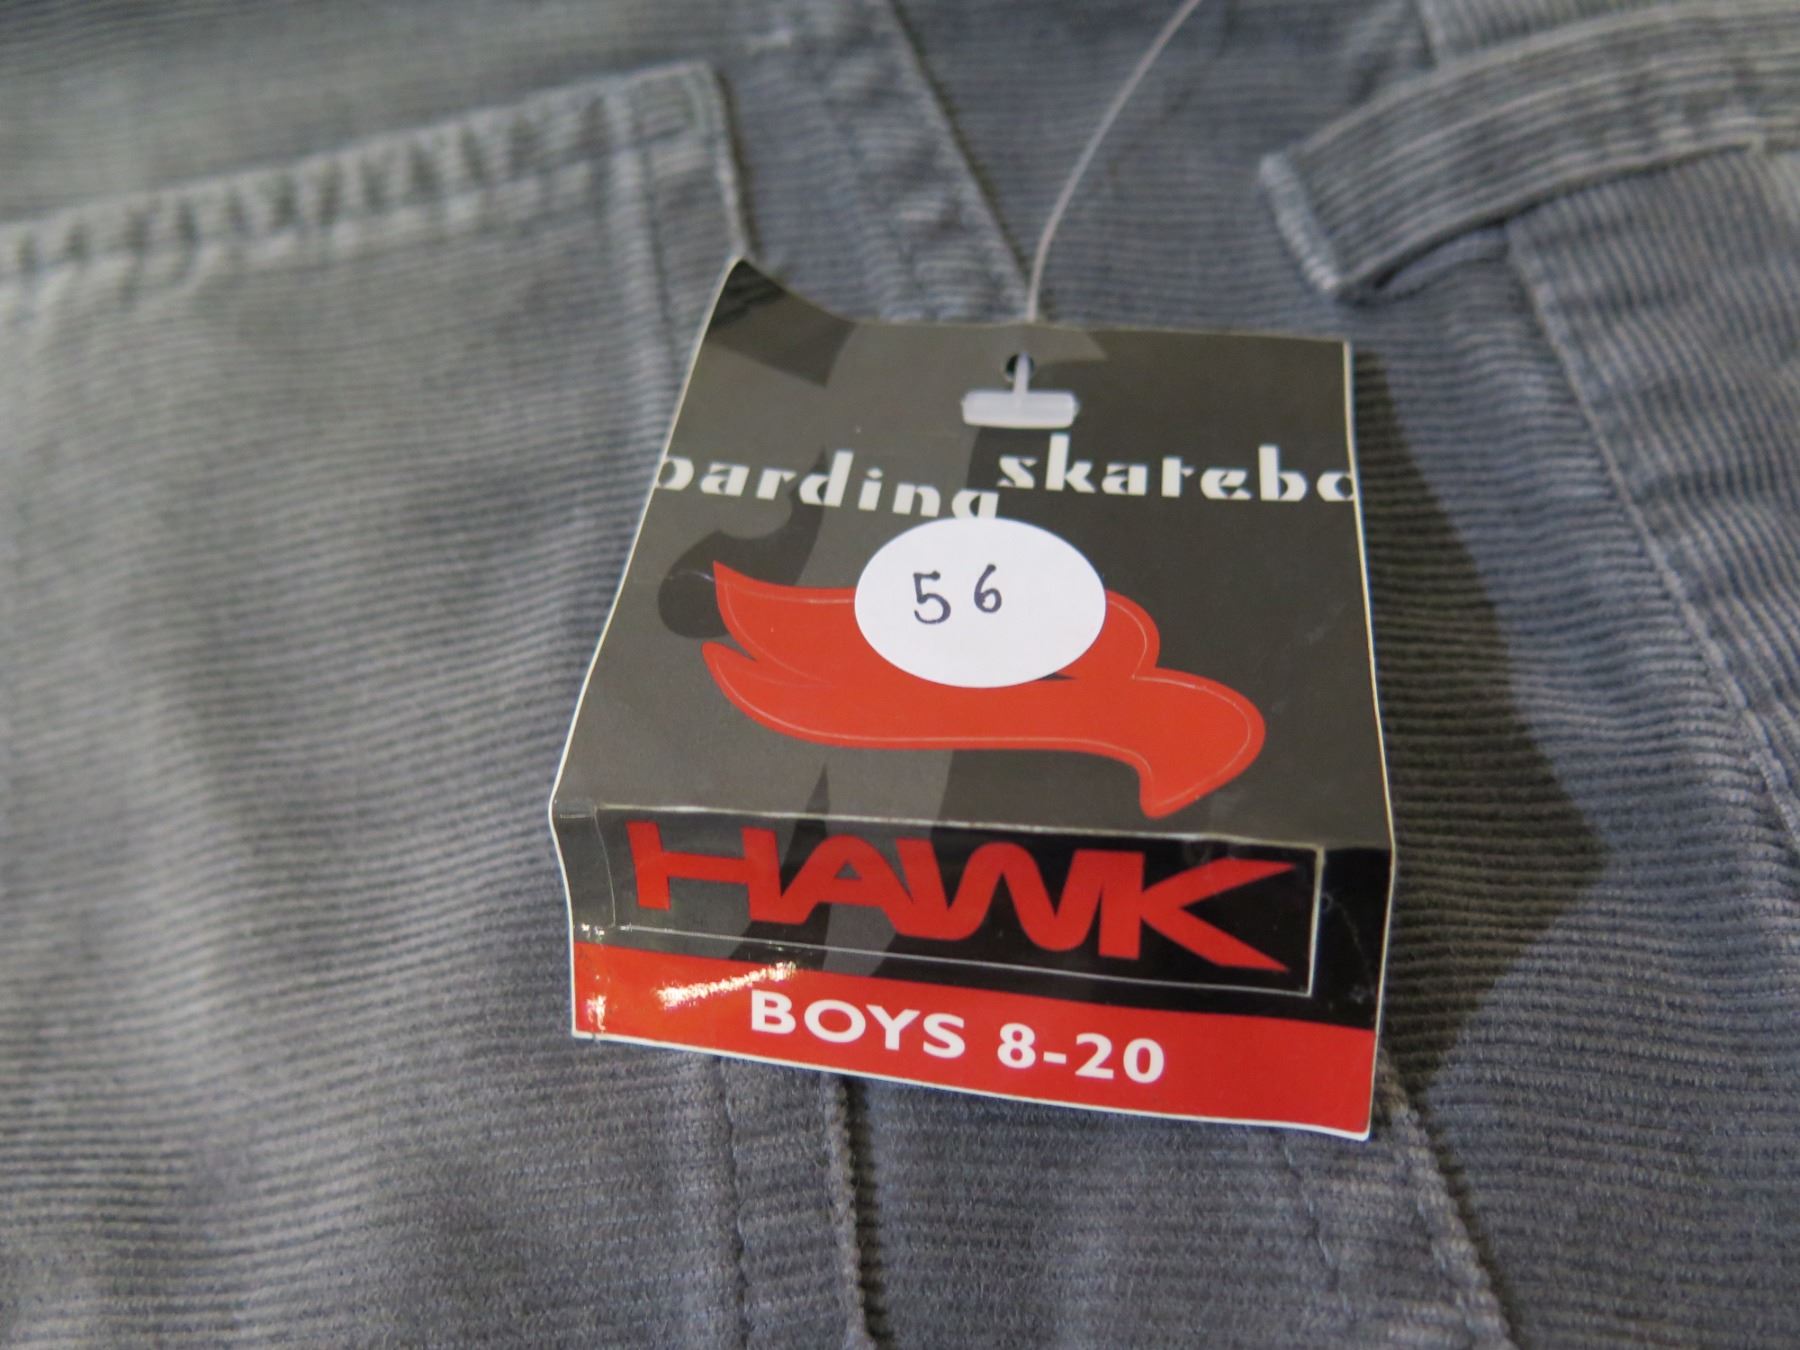 oarding skatebo
56
HAWK
BOYS 8-20